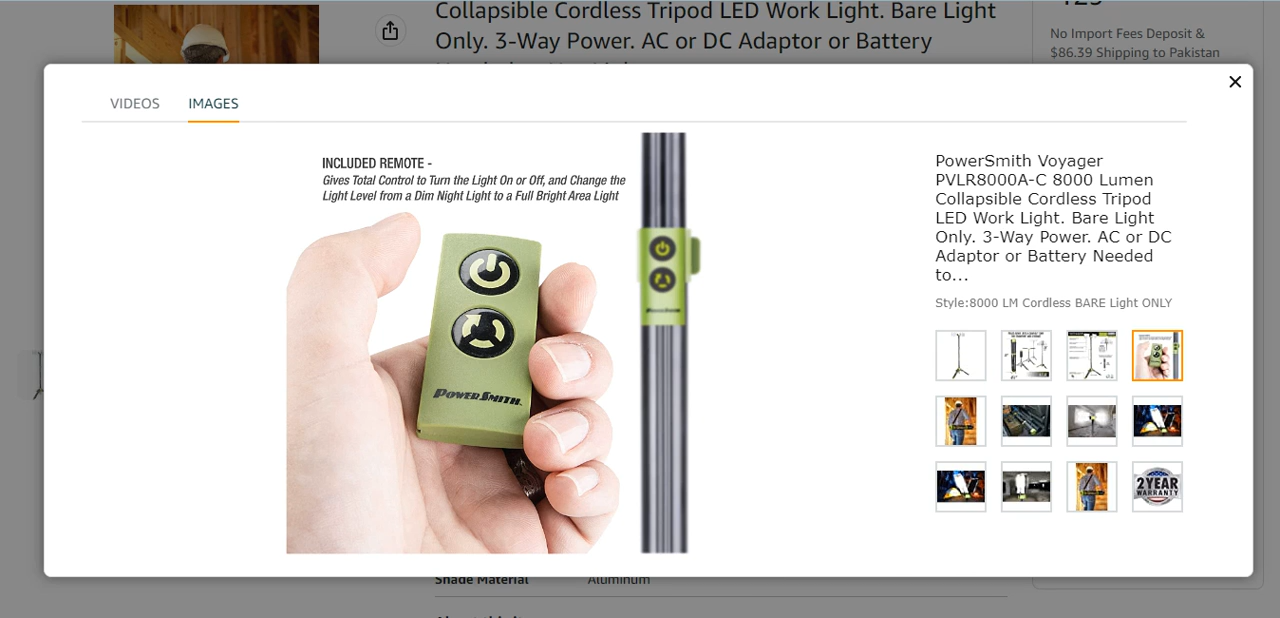 Collapsible Cordless Tripod LED Work Light. Bare Light
Only. 3-Way Power. AC or DC Adaptor or Battery
No Import Fees Deposit &
$86.39 Shipping to Pakistan
VIDEOS
IMAGES
INCLUDED REMOTE -
Gives Total Control to Turn the Light On or Off, and Change the
Light Level from a Dim Night Light to a Full Bright Area Light
POWERSMITH
PowerSmith Voyager
PVLR8000A-C 8000 Lumen
Collapsible Cordless Tripod
LED Work Light. Bare Light
Only. 3-Way Power. AC or DC
Adaptor or Battery Needed
to...
Style:8000 LM Cordless BARE Light ONLY
2 YEAR
WARRANTY
Shade Material
Aluminum